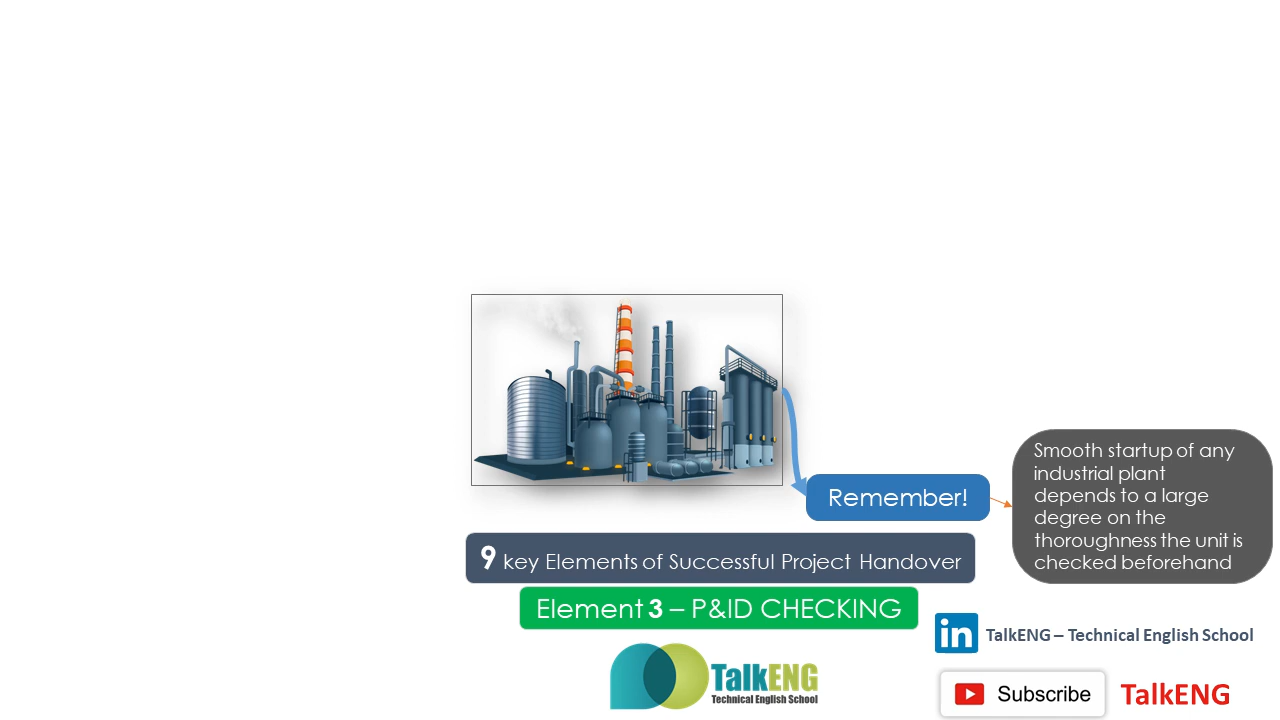 Remember!
Smooth startup of any
industrial plant
depends to a large
degree on the
thoroughness the unit is
checked beforehand
9 key Elements of Successful Project Handover
Element 3 – P&ID CHECKING
in TalkENG – Technical English School
TalkENG
Technical English School
Subscribe TalkENG